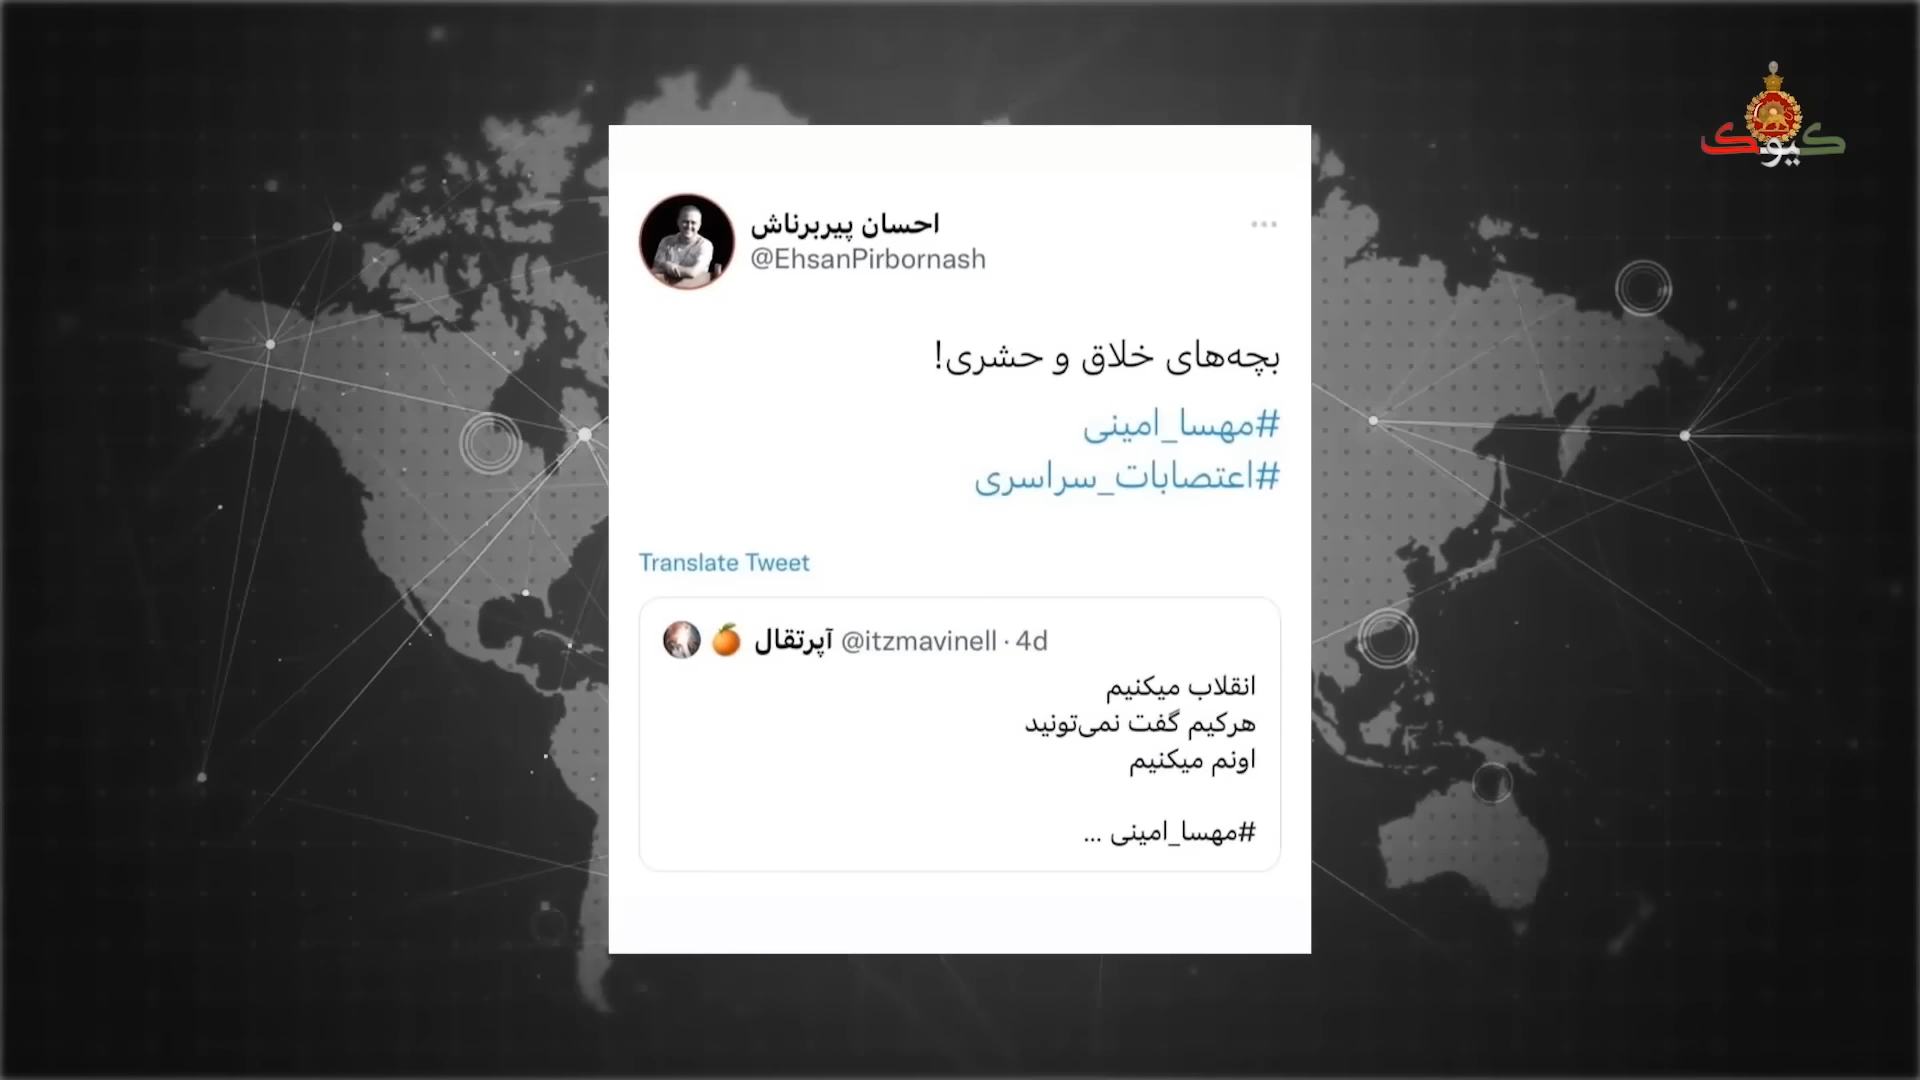 کیوک
احسان پیربرناش
@EhsanPirbornash
بچه‌های خلاق و حشری!
#مهسا_امینی
#اعتصابات_سراسری
Translate Tweet
آپرتقال @itzmavinell · 4d
انقلاب میکنیم
هرکیم گفت نمی‌تونید
اونم میکنیم
#مهسا_امینی ...